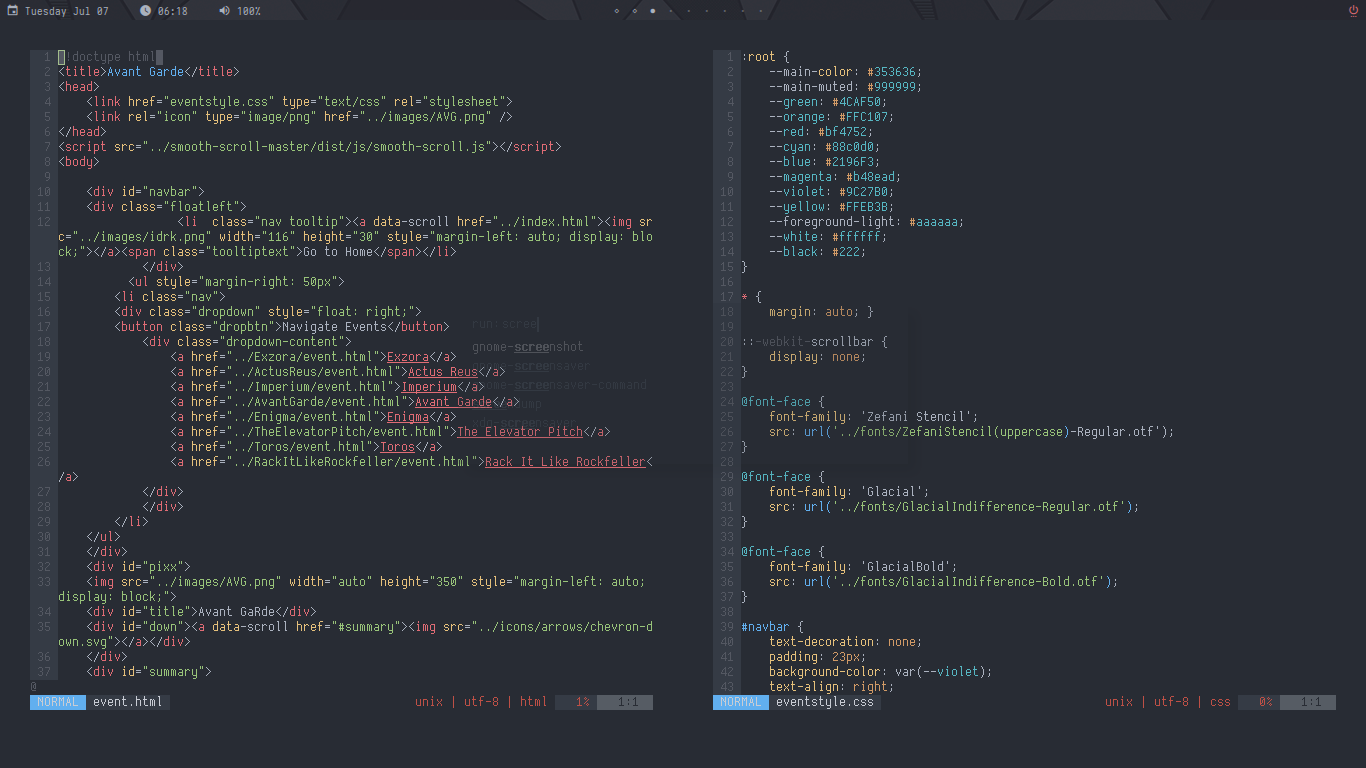 Tuesday Jul 07 06:18 100%
1 !doctype html
2 <title>Avant Garde</title>
3 <head>
4 <link href="eventstyle.css" type="text/css" rel="stylesheet">
5 <link rel="icon" type="image/png" href="../images/AVG.png" />
6 </head>
7 <script src="../smooth-scroll-master/dist/js/smooth-scroll.js"></script>
8 <body>
9
10 <div id="navbar">
11 <div class="floatleft">
12 <li  class="nav tooltip"><a data-scroll href="../index.html"><img sr
c="../images/idrk.png" width="116" height="30" style="margin-left: auto; display: blo
ck;"></a><span class="tooltiptext">Go to Home</span></li>
13 </div>
14 <ul style="margin-right: 50px">
15 <li class="nav">
16 <div class="dropdown" style="float: right;">
17 <button class="dropbtn">Navigate Events</button>
18 <div class="dropdown-content">
19 <a href="../Exzora/event.html">Exzora</a>
20 <a href="../ActusReus/event.html">Actus Reus</a>
21 <a href="../Imperium/event.html">Imperium</a>
22 <a href="../AvantGarde/event.html">Avant Garde</a>
23 <a href="../Enigma/event.html">Enigma</a>
24 <a href="../TheElevatorPitch/event.html">The Elevator Pitch</a>
25 <a href="../Toros/event.html">Toros</a>
26 <a href="../RackItLikeRockfeller/event.html">Rack It Like Rockfeller<
/a>
27 </div>
28 </div>
29 </li>
30 </ul>
31 </div>
32 <div id="pixx">
33 <img src="../images/AVG.png" width="auto" height="350" style="margin-left: auto;
display: block;">
34 <div id="title">Avant GaRde</div>
35 <div id="down"><a data-scroll href="#summary"><img src="../icons/arrows/chevron-d
own.svg"></a></div>
36 </div>
37 <div id="summary">
@
NORMAL event.html unix | utf-8 | html 1% 1:1
run: scree
gnome-screenshot
1 :root {
2 --main-color: #353636;
3 --main-muted: #999999;
4 --green: #4CAF50;
5 --orange: #FFC107;
6 --red: #bf4752;
7 --cyan: #88c0d0;
8 --blue: #2196F3;
9 --magenta: #b48ead;
10 --violet: #9C27B0;
11 --yellow: #FFEB3B;
12 --foreground-light: #aaaaaa;
13 --white: #ffffff;
14 --black: #222;
15 }
16
17 * {
18 margin: auto; }
19
20 ::-webkit-scrollbar {
21 display: none;
22 }
23
24 @font-face {
25 font-family: 'Zefani Stencil';
26 src: url('../fonts/ZefaniStencil(uppercase)-Regular.otf');
27 }
28
29 @font-face {
30 font-family: 'Glacial';
31 src: url('../fonts/GlacialIndifference-Regular.otf');
32 }
33
34 @font-face {
35 font-family: 'GlacialBold';
36 src: url('../fonts/GlacialIndifference-Bold.otf');
37 }
38
39 #navbar {
40 text-decoration: none;
41 padding: 23px;
42 background-color: var(--violet);
43 text-align: right;
NORMAL eventstyle.css unix | utf-8 | css 0% 1:1